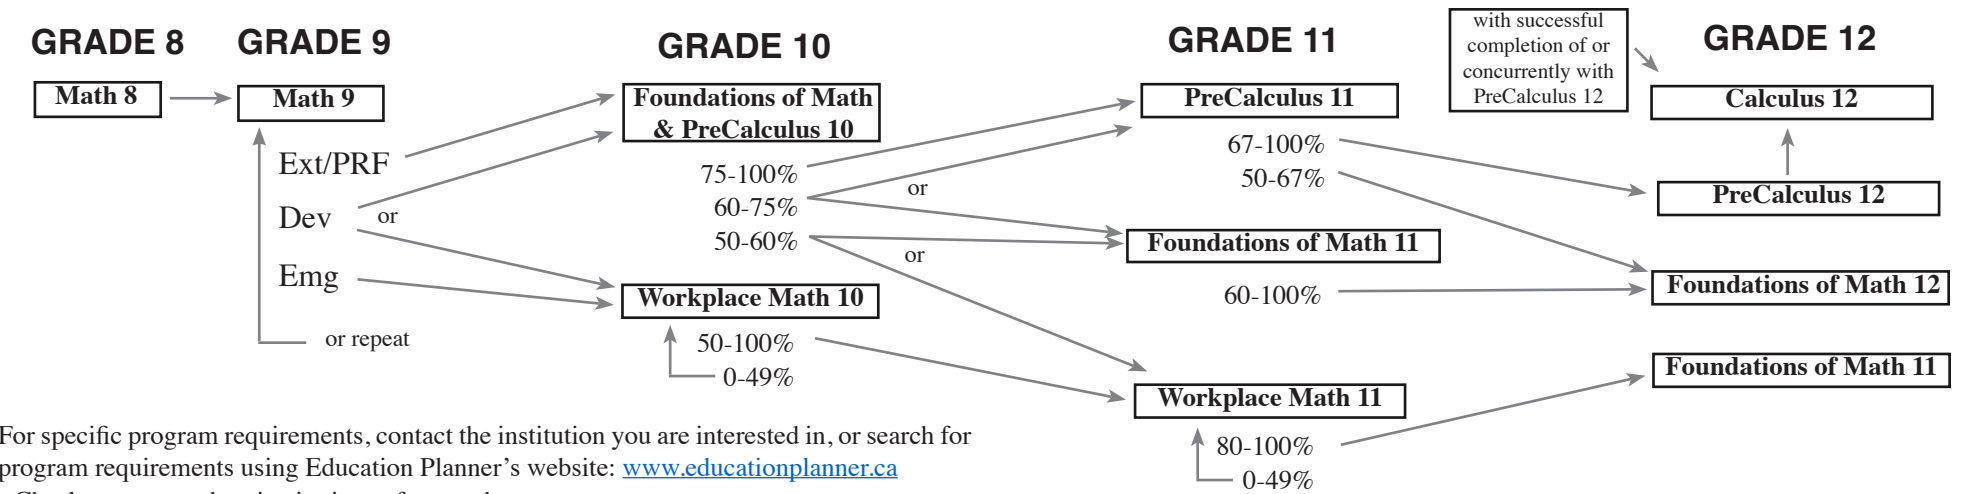 GRADE 8
GRADE 9
GRADE 10
GRADE 11
GRADE 12
with successful
completion of or
concurrently with
PreCalculus 12
Math 8
Math 9
Foundations of Math
& PreCalculus 10
PreCalculus 11
Calculus 12
Ext/PRF
Dev
or
Emg
or repeat
75-100%
60-75%
50-60%
or
or
67-100%
50-67%
PreCalculus 12
Foundations of Math 11
60-100%
Foundations of Math 12
Workplace Math 10
50-100%
0-49%
Workplace Math 11
80-100%
0-49%
Foundations of Math 11
For specific program requirements, contact the institution you are interested in, or search for
program requirements using Education Planner's website: www.educationplanner.ca